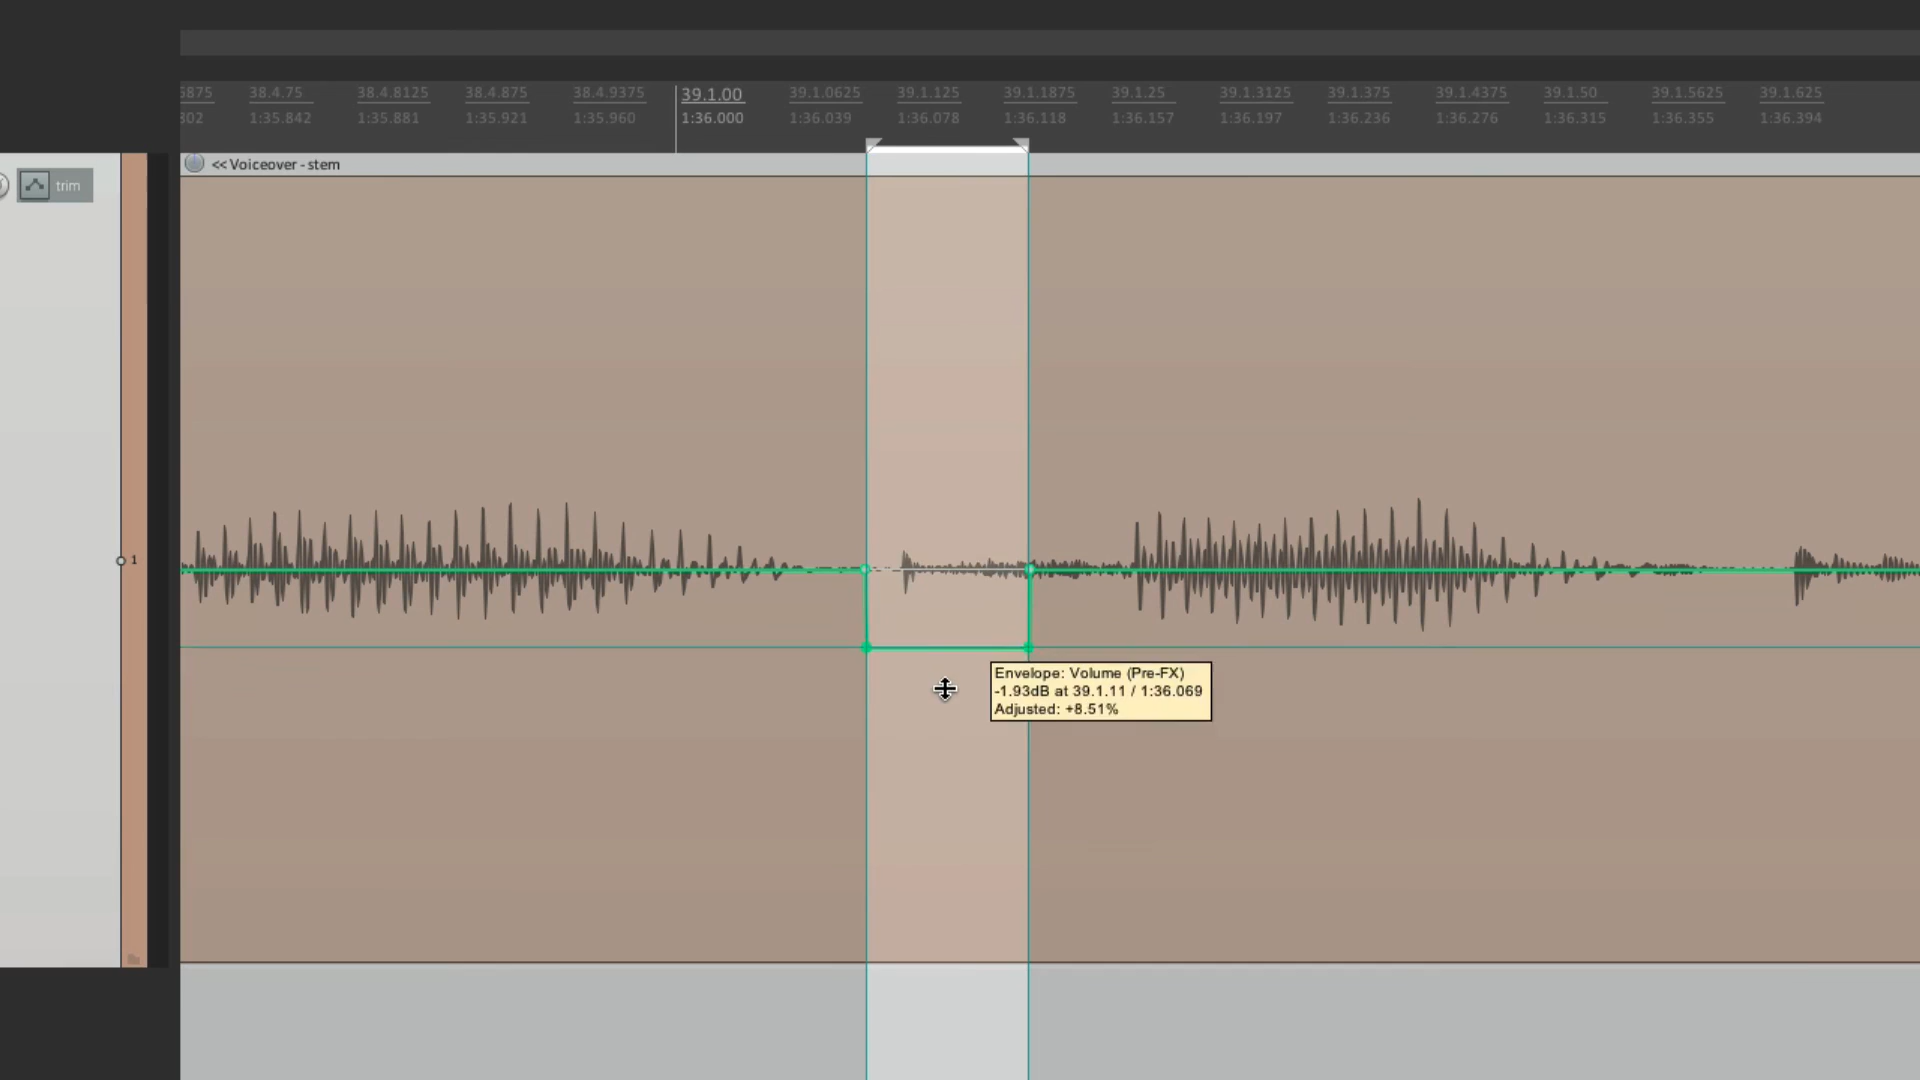 5875 38.4.75 38.4.8125 38.4.875 38.4.9375 39.1.00 39.1.0625 39.1.125 39.1.1875 39.1.25 39.1.3125 39.1.375 39.1.4375 39.1.50 39.1.5625 39.1.625
802 1:35.842 1:35.881 1:35.921 1:35.960 1:36.000 1:36.039 1:36.078 1:36.118 1:36.157 1:36.197 1:36.236 1:36.276 1:36.315 1:36.355 1:36.394
<< Voiceover - stem
trim
1
Envelope: Volume (Pre-FX)
-1.93dB at 39.1.11 / 1:36.069
Adjusted: +8.51%